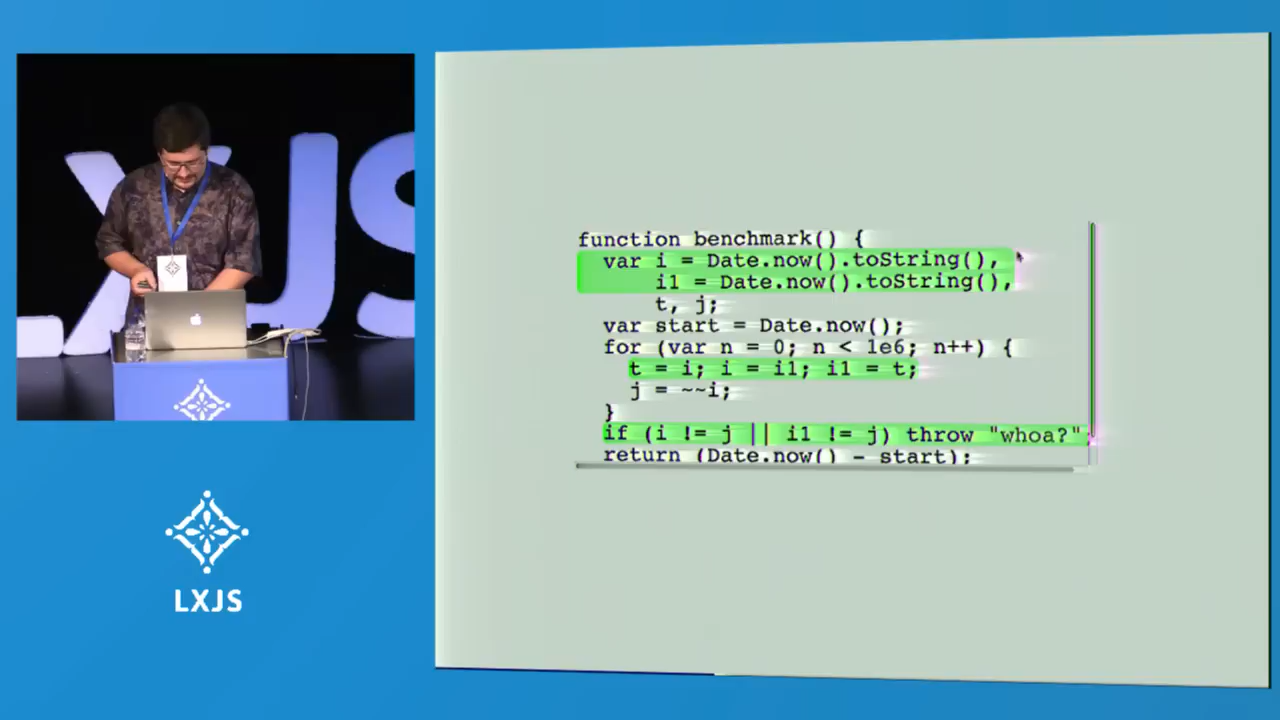 LXJS
LXJS
function benchmark() {
  var i = Date.now().toString(),
      i1 = Date.now().toString(),
      t, j;
  var start = Date.now();
  for (var n = 0; n < 1e6; n++) {
    t = i; i = i1; i1 = t;
    j = ~~i;
  }
  if (i != j || i1 != j) throw "whoa?";
  return (Date.now() - start);